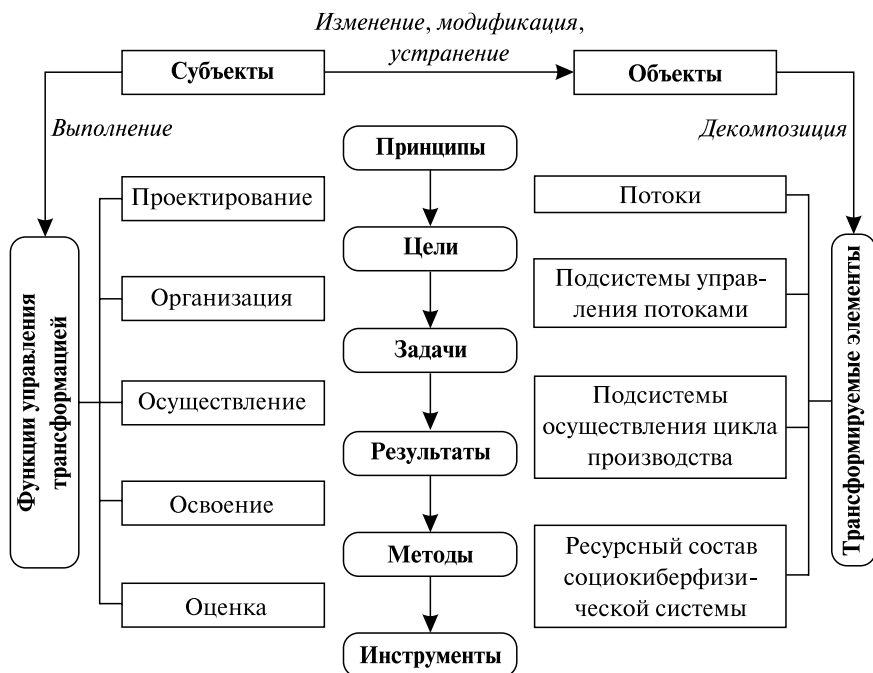 Изменение, модификация,
устранение
Субъекты
Объекты
Выполнение
Декомпозиция
Функции управления
трансформацией
Проектирование
Организация
Осуществление
Освоение
Оценка
Принципы
Цели
Задачи
Результаты
Методы
Инструменты
Потоки
Подсистемы управ-
ления потоками
Подсистемы
осуществления цикла
производства
Ресурсный состав
социокиберфизи-
ческой системы
Трансформируемые элементы